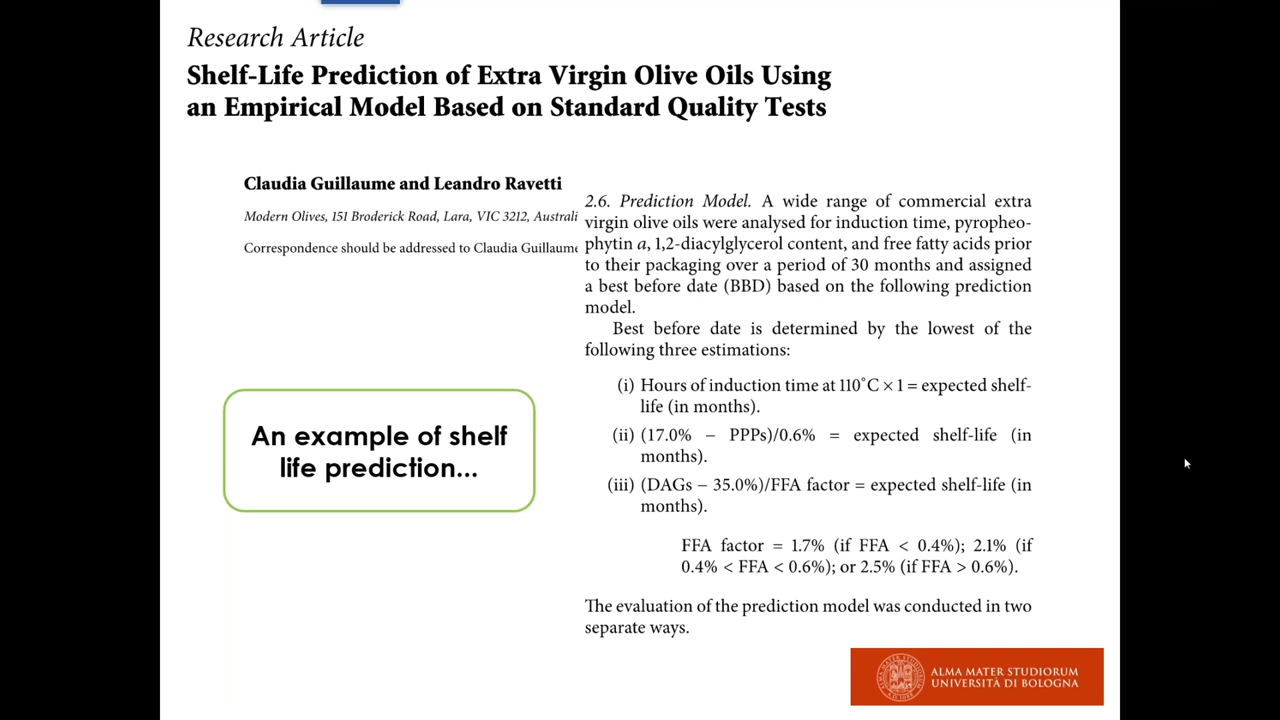 Research Article
Shelf-Life Prediction of Extra Virgin Olive Oils Using
an Empirical Model Based on Standard Quality Tests
Claudia Guillaume and Leandro Ravetti
Modern Olives, 151 Broderick Road, Lara, VIC 3212, Australi
Correspondence should be addressed to Claudia Guillaume
An example of shelf
life prediction...
2.6. Prediction Model. A wide range of commercial extra
virgin olive oils were analysed for induction time, pyropheo-
phytin a, 1,2-diacylglycerol content, and free fatty acids prior
to their packaging over a period of 30 months and assigned
a best before date (BBD) based on the following prediction
model.
Best before date is determined by the lowest of the
following three estimations:
(i) Hours of induction time at 110°C × 1 = expected shelf-
life (in months).
(ii) (17.0% − PPPs)/0.6% = expected shelf-life (in
months).
(iii) (DAGs − 35.0%)/FFA factor = expected shelf-life (in
months).
FFA factor = 1.7% (if FFA < 0.4%); 2.1% (if
0.4% < FFA < 0.6%); or 2.5% (if FFA > 0.6%).
The evaluation of the prediction model was conducted in two
separate ways.
ALMA MATER STUDIORUM
UNIVERSITÀ DI BOLOGNA